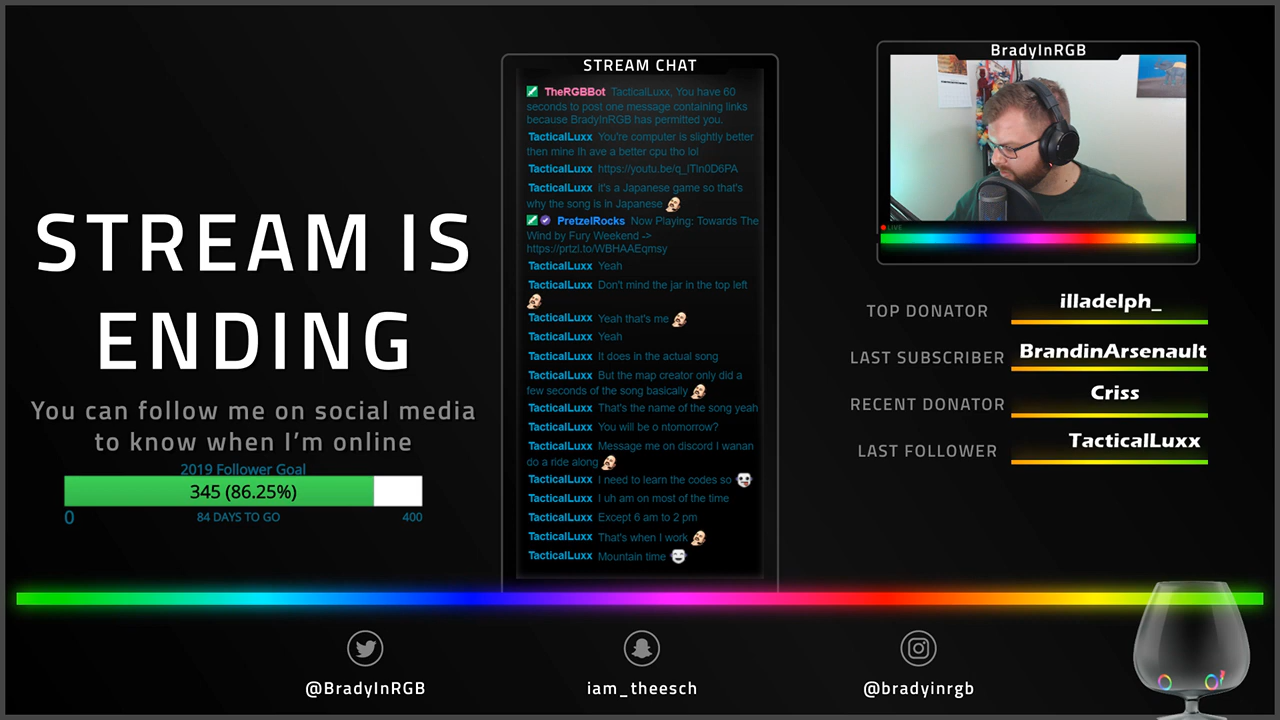 STREAM IS
ENDING
You can follow me on social media
to know when I'm online
2019 Follower Goal
345 (86.25%)
0
84 DAYS TO GO
400
STREAM CHAT
TheRGBBot TacticalLuxx, You have 60
seconds to post one message containing links
because BradyInRGB has permitted you.
TacticalLuxx You're computer is slightly better
then mine Ih ave a better cpu tho lol
TacticalLuxx https://youtu.be/q_lTln0D6PA
TacticalLuxx it's a Japanese game so that's
why the song is in Japanese
PretzelRocks Now Playing: Towards The
Wind by Fury Weekend ->
https://prtzl.to/WBHAAEqmsy
TacticalLuxx Yeah
TacticalLuxx Don't mind the jar in the top left
TacticalLuxx Yeah that's me
TacticalLuxx Yeah
TacticalLuxx It does in the actual song
TacticalLuxx But the map creator only did a
few seconds of the song basically
TacticalLuxx That's the name of the song yeah
TacticalLuxx You will be o ntomorrow?
TacticalLuxx Message me on discord I wanan
do a ride along
TacticalLuxx I need to learn the codes so
TacticalLuxx I uh am on most of the time
TacticalLuxx Except 6 am to 2 pm
TacticalLuxx That's when I work
TacticalLuxx Mountain time
BradyInRGB
LIVE
TOP DONATOR
illadelph_
LAST SUBSCRIBER
BrandinArsenault
RECENT DONATOR
Criss
LAST FOLLOWER
TacticalLuxx
@BradyInRGB
iam_theesch
@bradyinrgb